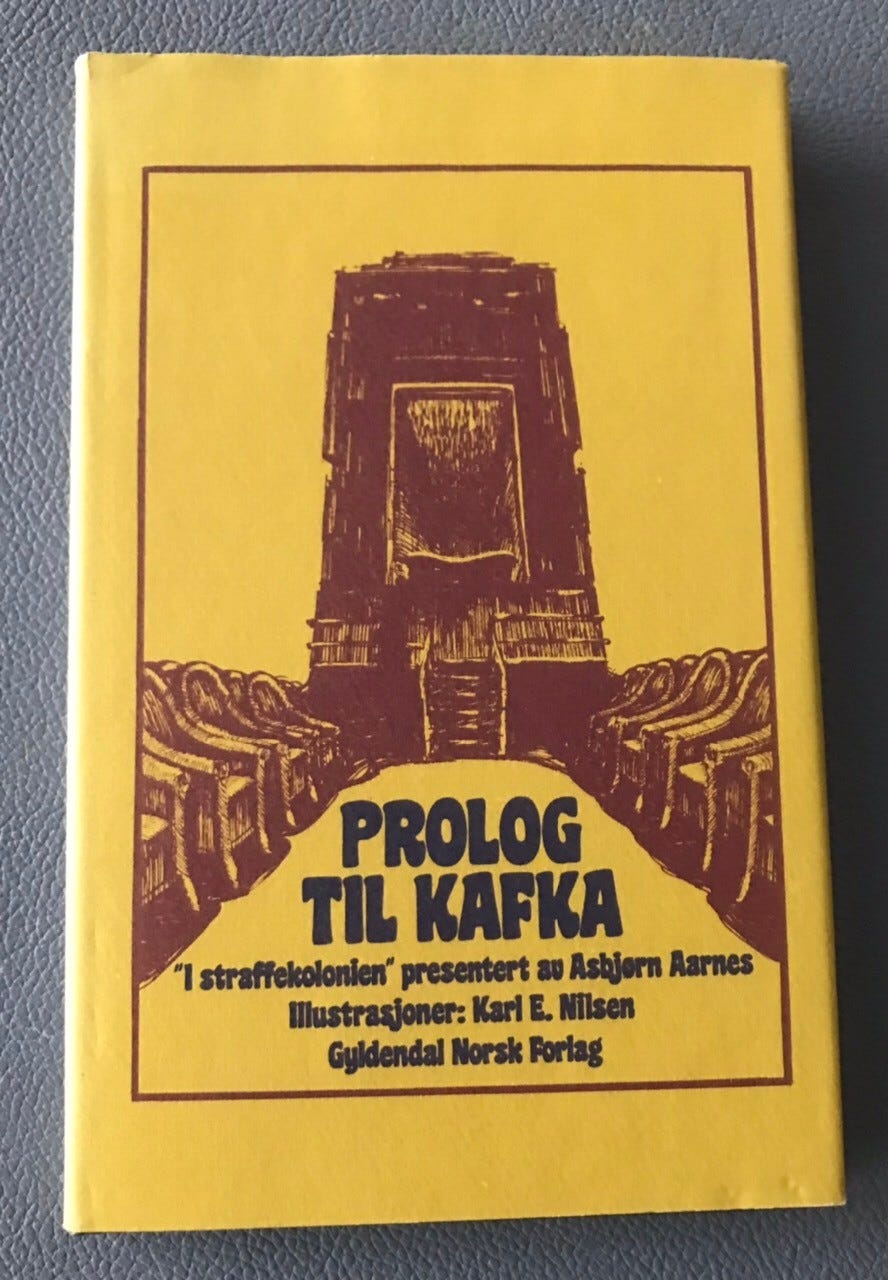 PROLOG
TIL KAFKA
"I straffekolonien" presentert av Asbjørn Aarnes
Illustrasjoner: Karl E. Nilsen
Gyldendal Norsk Forlag